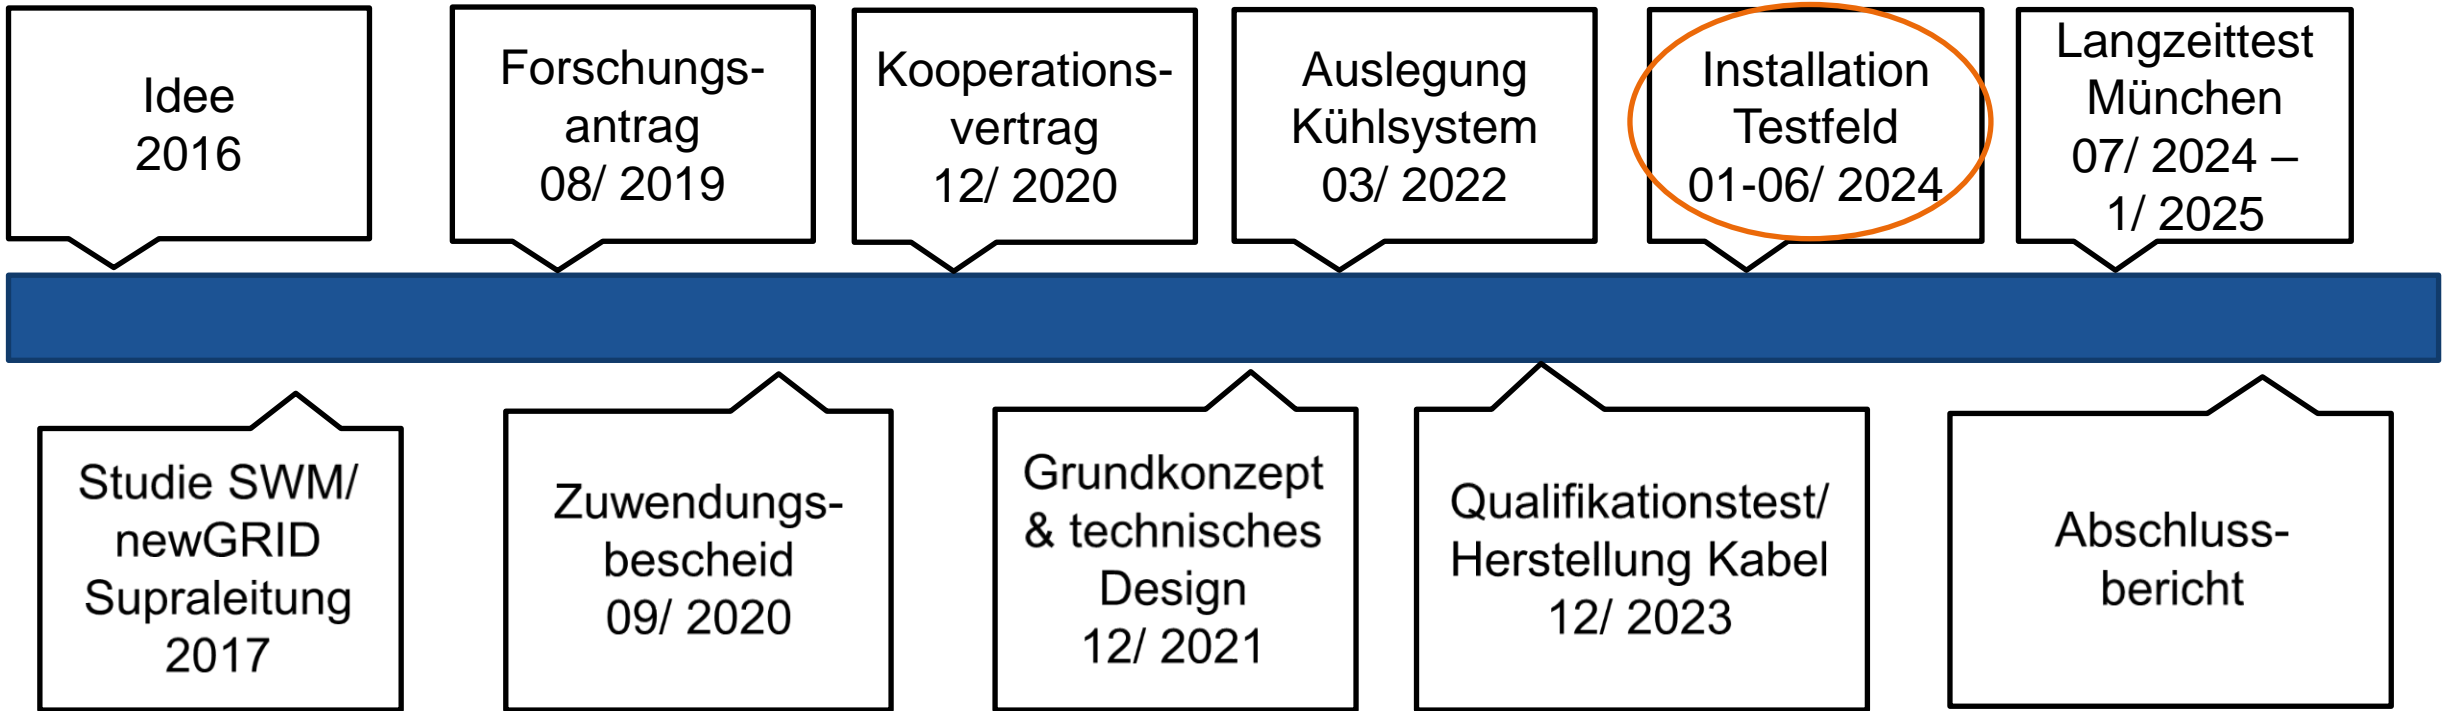 Idee
2016
Forschungs-
antrag
08/ 2019
Kooperations-
vertrag
12/ 2020
Auslegung
Kühlsystem
03/ 2022
Installation
Testfeld
01-06/ 2024
Langzeittest
München
07/ 2024 –
1/ 2025
Studie SWM/
newGRID
Supraleitung
2017
Zuwendungs-
bescheid
09/ 2020
Grundkonzept
& technisches
Design
12/ 2021
Qualifikationstest/
Herstellung Kabel
12/ 2023
Abschluss-
bericht